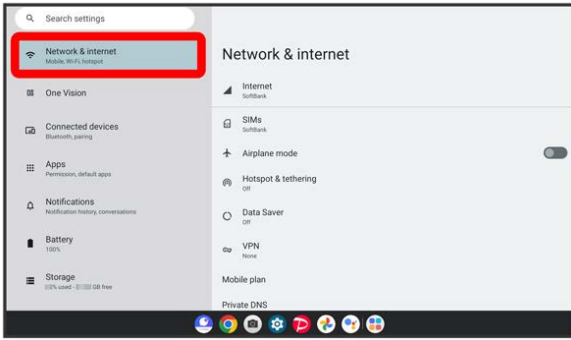 Search settings
Network & internet
Mobile, Wi-Fi, hotspot
One Vision
Connected devices
Bluetooth, pairing
Apps
Permission, default apps
Notifications
Notification history, conversations
Battery
100%
Storage
% used - GB free
Network & internet
Internet
SoftBank
SIMs
SoftBank
Airplane mode
Hotspot & tethering
Off
Data Saver
Off
VPN
None
Mobile plan
Private DNS